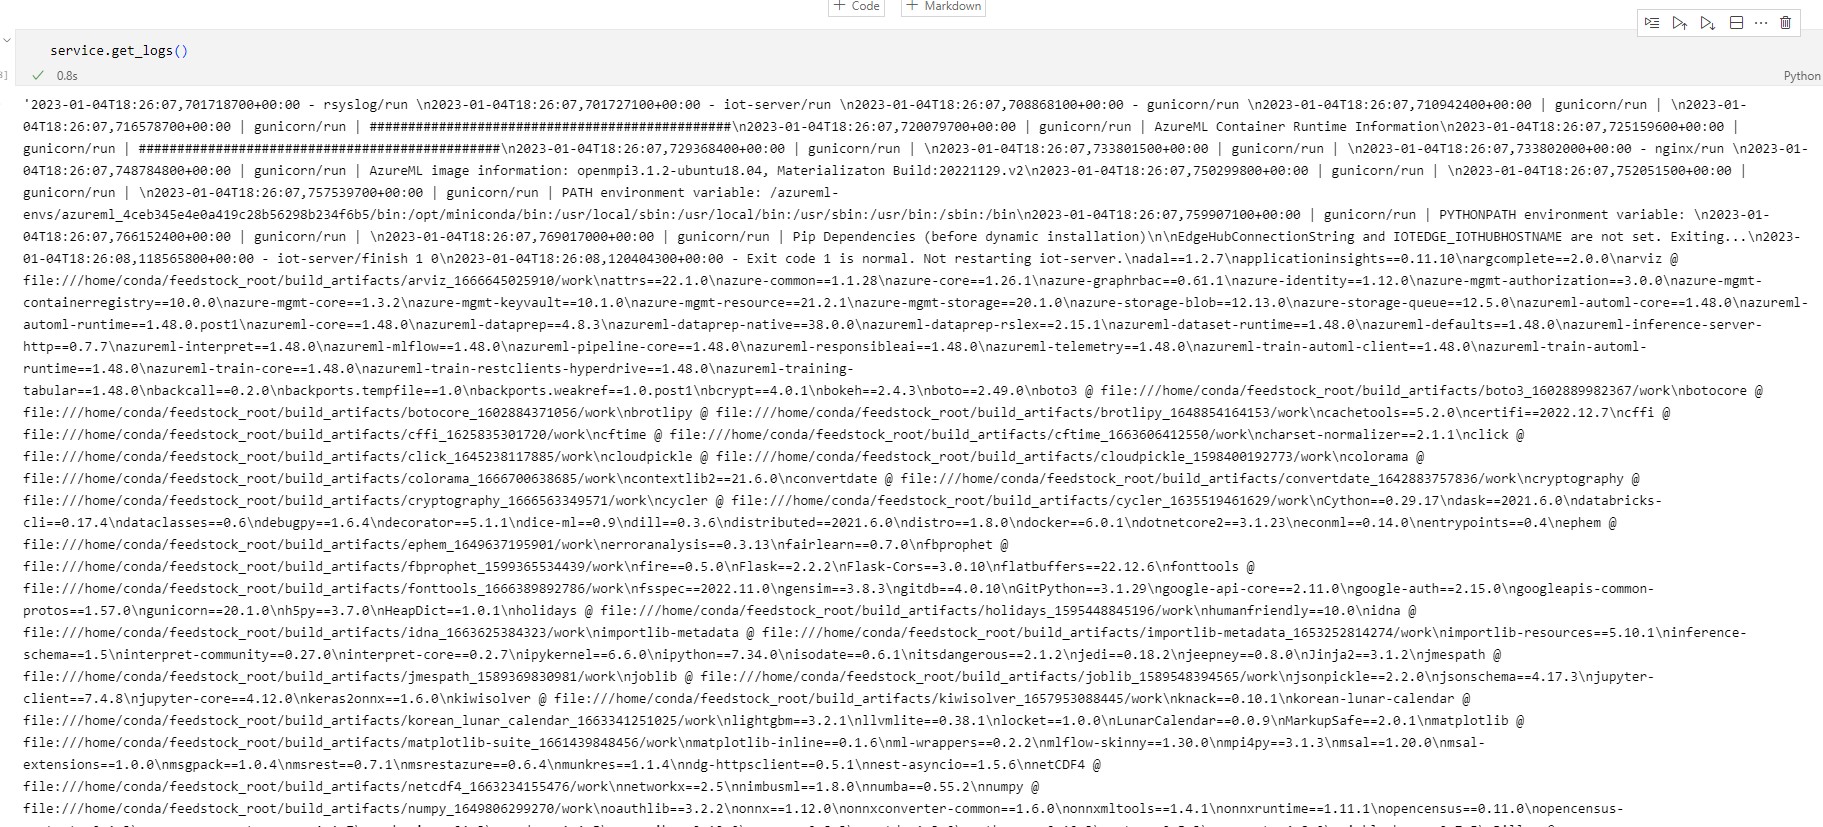 + Code + Markdown
service.get_logs()
0.8s
Python
'2023-01-04T18:26:07,701718700+00:00 - rsyslog/run \n2023-01-04T18:26:07,701727100+00:00 - iot-server/run \n2023-01-04T18:26:07,708868100+00:00 - gunicorn/run \n2023-01-04T18:26:07,710942400+00:00 | gunicorn/run | \n2023-01-
04T18:26:07,716578700+00:00 | gunicorn/run | ###############################################\n2023-01-04T18:26:07,720079700+00:00 | gunicorn/run | AzureML Container Runtime Information\n2023-01-04T18:26:07,725159600+00:00 |
gunicorn/run | ###############################################\n2023-01-04T18:26:07,729368400+00:00 | gunicorn/run | \n2023-01-04T18:26:07,733801500+00:00 | gunicorn/run | \n2023-01-04T18:26:07,733802000+00:00 - nginx/run \n2023-01-
04T18:26:07,748784800+00:00 | gunicorn/run | AzureML image information: openmpi3.1.2-ubuntu18.04, Materializaton Build:20221129.v2\n2023-01-04T18:26:07,750299800+00:00 | gunicorn/run | \n2023-01-04T18:26:07,752051500+00:00 |
gunicorn/run | \n2023-01-04T18:26:07,757539700+00:00 | gunicorn/run | PATH environment variable: /azureml-
envs/azureml_4ceb345e4e0a419c28b56298b234f6b5/bin:/opt/miniconda/bin:/usr/local/sbin:/usr/local/bin:/usr/sbin:/usr/bin:/sbin:/bin\n2023-01-04T18:26:07,759907100+00:00 | gunicorn/run | PYTHONPATH environment variable: \n2023-01-
04T18:26:07,766152400+00:00 | gunicorn/run | \n2023-01-04T18:26:07,769017000+00:00 | gunicorn/run | Pip Dependencies (before dynamic installation)\n\nEdgeHubConnectionString and IOTEDGE_IOTHUBHOSTNAME are not set. Exiting...\n2023-
01-04T18:26:08,118565800+00:00 - iot-server/finish 1 0\n2023-01-04T18:26:08,120404300+00:00 - Exit code 1 is normal. Not restarting iot-server.\nadal==1.2.7\napplicationinsights==0.11.10\nargcomplete==2.0.0\narviz @
file:///home/conda/feedstock_root/build_artifacts/arviz_1666645025910/work\nattrs==22.1.0\nazure-common==1.1.28\nazure-core==1.26.1\nazure-graphrbac==0.61.1\nazure-identity==1.12.0\nazure-mgmt-authorization==3.0.0\nazure-mgmt-
containerregistry==10.0.0\nazure-mgmt-core==1.3.2\nazure-mgmt-keyvault==10.1.0\nazure-mgmt-resource==21.2.1\nazure-mgmt-storage==20.1.0\nazure-storage-blob==12.13.0\nazure-storage-queue==12.5.0\nazureml-automl-core==1.48.0\nazureml-
automl-runtime==1.48.0.post1\nazureml-core==1.48.0\nazureml-dataprep==4.8.3\nazureml-dataprep-native==38.0.0\nazureml-dataprep-rslex==2.15.1\nazureml-dataset-runtime==1.48.0\nazureml-defaults==1.48.0\nazureml-inference-server-
http==0.7.7\nazureml-interpret==1.48.0\nazureml-mlflow==1.48.0\nazureml-pipeline-core==1.48.0\nazureml-responsibleai==1.48.0\nazureml-telemetry==1.48.0\nazureml-train-automl-client==1.48.0\nazureml-train-automl-
runtime==1.48.0\nazureml-train-core==1.48.0\nazureml-train-restclients-hyperdrive==1.48.0\nazureml-training-
tabular==1.48.0\nbackcall==0.2.0\nbackports.tempfile==1.0\nbackports.weakref==1.0.post1\nbcrypt==4.0.1\nbokeh==2.4.3\nboto==2.49.0\nboto3 @ file:///home/conda/feedstock_root/build_artifacts/boto3_1602889982367/work\nbotocore @
file:///home/conda/feedstock_root/build_artifacts/botocore_1602884371056/work\nbrotlipy @ file:///home/conda/feedstock_root/build_artifacts/brotlipy_1648854164153/work\ncachetools==5.2.0\ncertifi==2022.12.7\ncffi @
file:///home/conda/feedstock_root/build_artifacts/cffi_1625835301720/work\ncftime @ file:///home/conda/feedstock_root/build_artifacts/cftime_1663606412550/work\ncharset-normalizer==2.1.1\nclick @
file:///home/conda/feedstock_root/build_artifacts/click_1645238117885/work\ncloudpickle @ file:///home/conda/feedstock_root/build_artifacts/cloudpickle_1598400192773/work\ncolorama @
file:///home/conda/feedstock_root/build_artifacts/colorama_1666700638685/work\ncontextlib2==21.6.0\nconvertdate @ file:///home/conda/feedstock_root/build_artifacts/convertdate_1642883757836/work\ncryptography @
file:///home/conda/feedstock_root/build_artifacts/cryptography_1666563349571/work\ncycler @ file:///home/conda/feedstock_root/build_artifacts/cycler_1635519461629/work\nCython==0.29.17\ndask==2021.6.0\ndatabricks-
cli==0.17.4\ndataclasses==0.6\ndebugpy==1.6.4\ndecorator==5.1.1\ndice-ml==0.9\ndill==0.3.6\ndistributed==2021.6.0\ndistro==1.8.0\ndocker==6.0.1\ndotnetcore2==3.1.23\neconml==0.14.0\nentrypoints==0.4\nephem @
file:///home/conda/feedstock_root/build_artifacts/ephem_1649637195901/work\nerroranalysis==0.3.13\nfairlearn==0.7.0\nfbprophet @
file:///home/conda/feedstock_root/build_artifacts/fbprophet_1599365534439/work\nfire==0.5.0\nFlask==2.2.2\nFlask-Cors==3.0.10\nflatbuffers==22.12.6\nfonttools @
file:///home/conda/feedstock_root/build_artifacts/fonttools_1666389892786/work\nfsspec==2022.11.0\ngensim==3.8.3\ngitdb==4.0.10\nGitPython==3.1.29\ngoogle-api-core==2.11.0\ngoogle-auth==2.15.0\ngoogleapis-common-
protos==1.57.0\ngunicorn==20.1.0\nh5py==3.7.0\nHeapDict==1.0.1\nholidays @ file:///home/conda/feedstock_root/build_artifacts/holidays_1595448845196/work\nhumanfriendly==10.0\nidna @
file:///home/conda/feedstock_root/build_artifacts/idna_1663625384323/work\nimportlib-metadata @ file:///home/conda/feedstock_root/build_artifacts/importlib-metadata_1653252814274/work\nimportlib-resources==5.10.1\ninference-
schema==1.5\ninterpret-community==0.27.0\ninterpret-core==0.2.7\nipykernel==6.6.0\nipython==7.34.0\nisodate==0.6.1\nitsdangerous==2.1.2\njedi==0.18.2\njeepney==0.8.0\nJinja2==3.1.2\njmespath @
file:///home/conda/feedstock_root/build_artifacts/jmespath_1589369830981/work\njoblib @ file:///home/conda/feedstock_root/build_artifacts/joblib_1589548394565/work\njsonpickle==2.2.0\njsonschema==4.17.3\njupyter-
client==7.4.8\njupyter-core==4.12.0\nkeras2onnx==1.6.0\nkiwisolver @ file:///home/conda/feedstock_root/build_artifacts/kiwisolver_1657953088445/work\nknack==0.10.1\nkorean-lunar-calendar @
file:///home/conda/feedstock_root/build_artifacts/korean_lunar_calendar_1663341251025/work\nlightgbm==3.2.1\nllvmlite==0.38.1\nlocket==1.0.0\nLunarCalendar==0.0.9\nMarkupSafe==2.0.1\nmatplotlib @
file:///home/conda/feedstock_root/build_artifacts/matplotlib-suite_1661439848456/work\nmatplotlib-inline==0.1.6\nml-wrappers==0.2.2\nmlflow-skinny==1.30.0\nmpi4py==3.1.3\nmsal==1.20.0\nmsal-
extensions==1.0.0\nmsgpack==1.0.4\nmsrest==0.7.1\nmsrestazure==0.6.4\nmunkres==1.1.4\nndg-httpsclient==0.5.1\nnest-asyncio==1.5.6\nnetCDF4 @
file:///home/conda/feedstock_root/build_artifacts/netcdf4_1663234155476/work\nnetworkx==2.5\nnimbusml==1.8.0\nnumba==0.55.2\nnumpy @
file:///home/conda/feedstock_root/build_artifacts/numpy_1649806299270/work\noauthlib==3.2.2\nonnx==1.12.0\nonnxconverter-common==1.6.0\nonnxmltools==1.4.1\nonnxruntime==1.11.1\nopencensus==0.11.0\nopencensus-